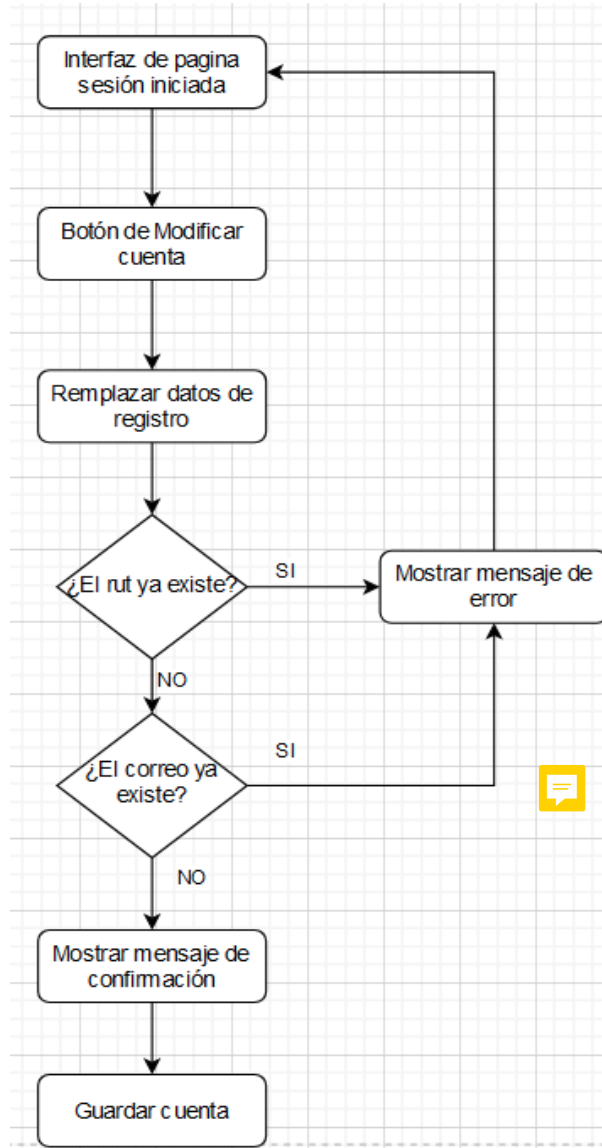 Interfaz de pagina
sesión iniciada
Botón de Modificar
cuenta
Remplazar datos de
registro
¿El rut ya existe?
SI
Mostrar mensaje de
error
NO
¿El correo ya
existe?
SI
NO
Mostrar mensaje de
confirmación
Guardar cuenta